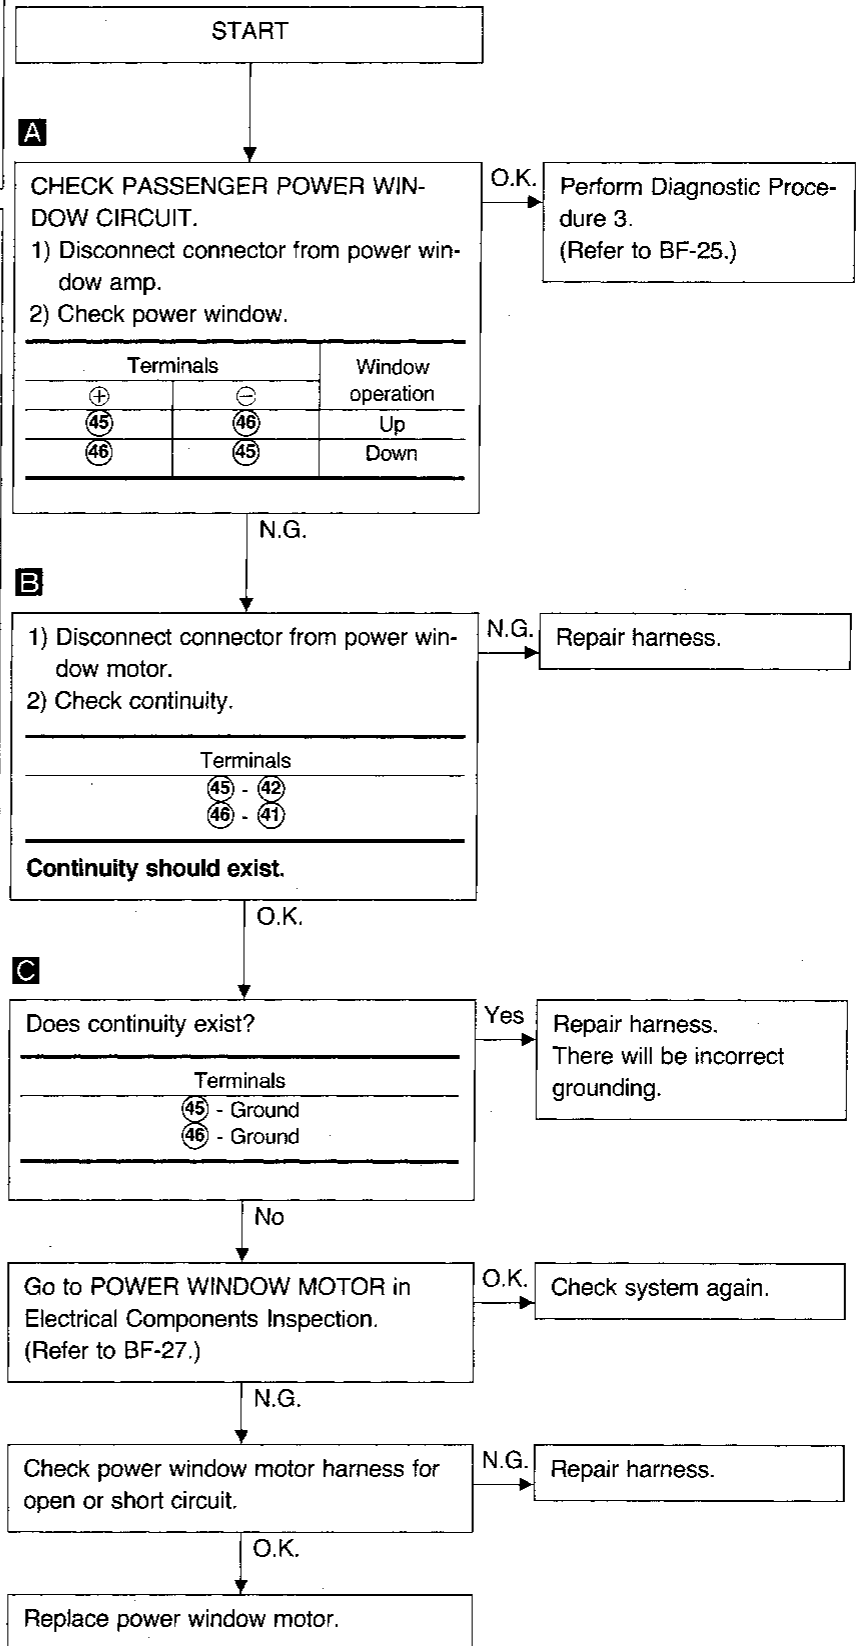 START
A
CHECK PASSENGER POWER WIN-
DOW CIRCUIT.
1) Disconnect connector from power win-
dow amp.
2) Check power window.
Terminals
Window
operation
⊕ ⊖
45 46 Up
46 45 Down
O.K.
Perform Diagnostic Proce-
dure 3.
(Refer to BF-25.)
N.G.
B
1) Disconnect connector from power win-
dow motor.
2) Check continuity.
Terminals
45 - 42
46 - 41
Continuity should exist.
N.G.
Repair harness.
O.K.
C
Does continuity exist?
Terminals
45 - Ground
46 - Ground
Yes
Repair harness.
There will be incorrect
grounding.
No
Go to POWER WINDOW MOTOR in
Electrical Components Inspection.
(Refer to BF-27.)
O.K.
Check system again.
N.G.
Check power window motor harness for
open or short circuit.
N.G.
Repair harness.
O.K.
Replace power window motor.